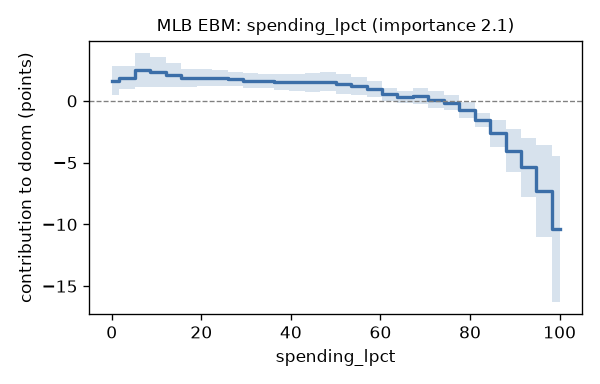 MLB EBM: spending_lpct (importance 2.1)
contribution to doom (points)
0
−5
−10
−15
0 20 40 60 80 100
spending_lpct